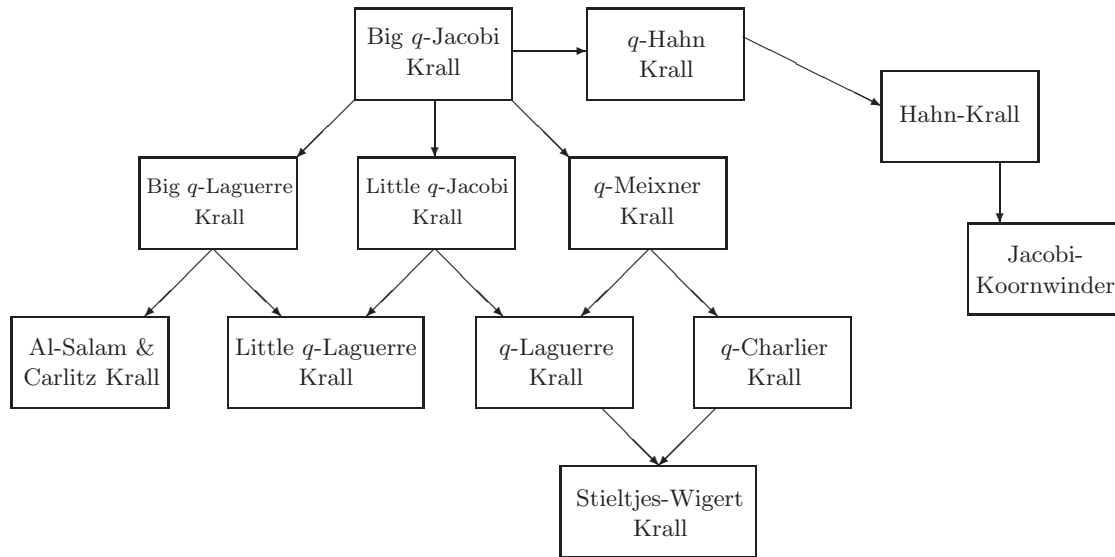 Big q-Jacobi
Krall
q-Hahn
Krall
Hahn-Krall
Big q-Laguerre
Krall
Little q-Jacobi
Krall
q-Meixner
Krall
Jacobi-
Koornwinder
Al-Salam &
Carlitz Krall
Little q-Laguerre
Krall
q-Laguerre
Krall
q-Charlier
Krall
Stieltjes-Wigert
Krall